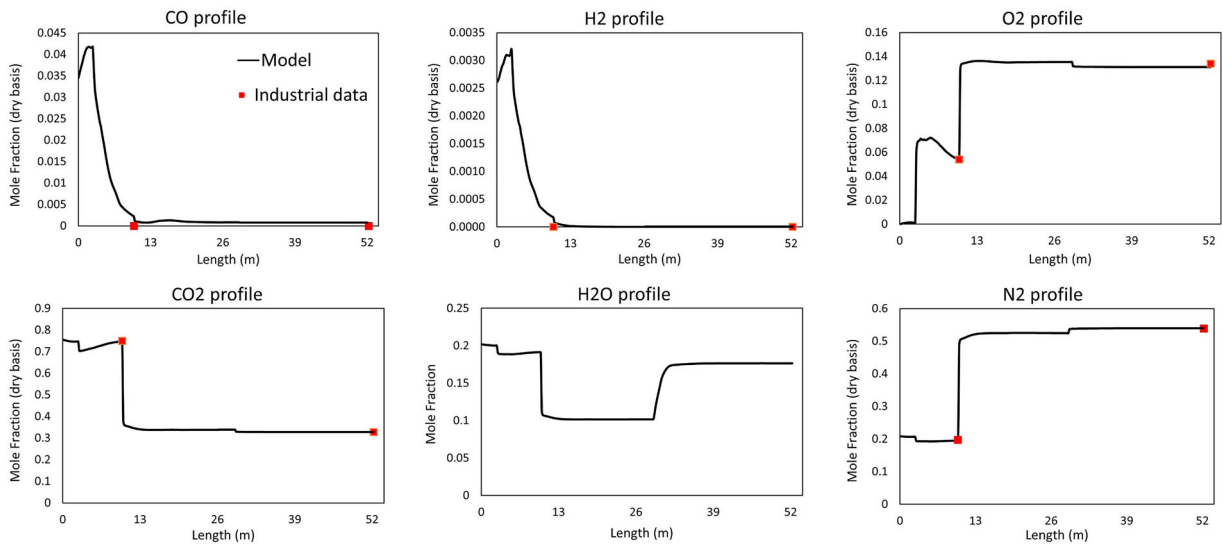 CO profile
Mole Fraction (dry basis)
0.045
0.04
0.035
0.03
0.025
0.02
0.015
0.01
0.005
0
Model
Industrial data
0 13 26 39 52
Length (m)
H2 profile
Mole Fraction (dry basis)
0.0035
0.0030
0.0025
0.0020
0.0015
0.0010
0.0005
0.0000
0 13 26 39 52
Length (m)
O2 profile
Mole Fraction (dry basis)
0.16
0.14
0.12
0.1
0.08
0.06
0.04
0.02
0
0 13 26 39 52
Length (m)
CO2 profile
Mole Fraction (dry basis)
0.9
0.8
0.7
0.6
0.5
0.4
0.3
0.2
0.1
0
0 13 26 39 52
Length (m)
H2O profile
Mole Fraction
0.25
0.2
0.15
0.1
0.05
0
0 13 26 39 52
Length (m)
N2 profile
Mole Fraction (dry basis)
0.6
0.5
0.4
0.3
0.2
0.1
0
0 13 26 39 52
Length (m)